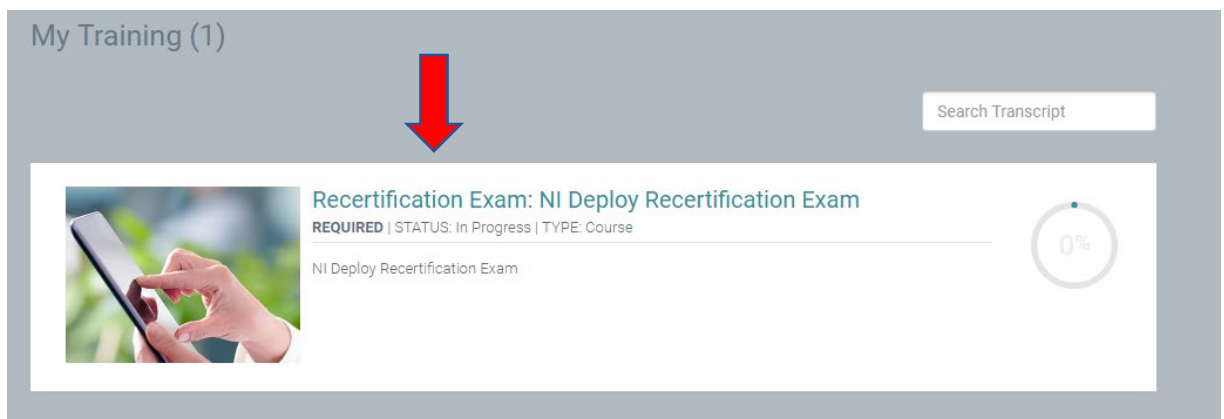 My Training (1)
Search Transcript
Recertification Exam: NI Deploy Recertification Exam
REQUIRED | STATUS: In Progress | TYPE: Course
0%
NI Deploy Recertification Exam